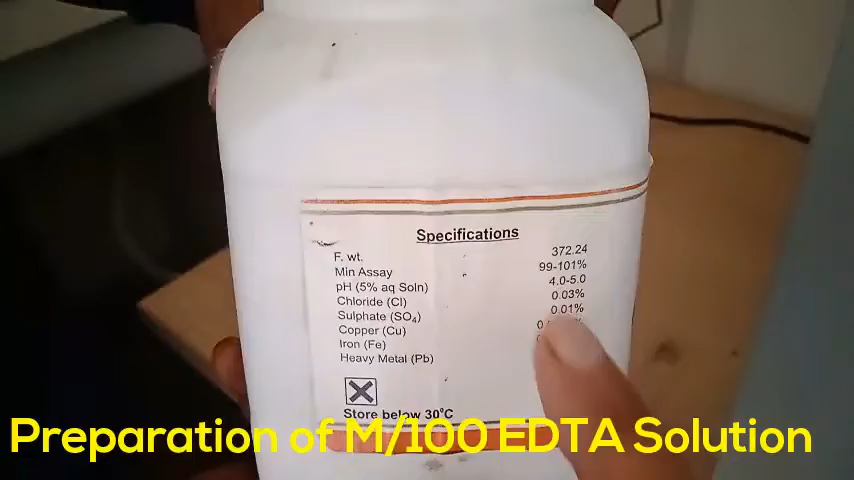 Specifications
F. wt. 372.24
Min Assay 99-101%
pH (5% aq Soln) 4.0-5.0
Chloride (Cl) 0.03%
Sulphate (SO₄) 0.01%
Copper (Cu)
Iron (Fe)
Heavy Metal (Pb)
Store below 30°C
Preparation of M/100 EDTA Solution